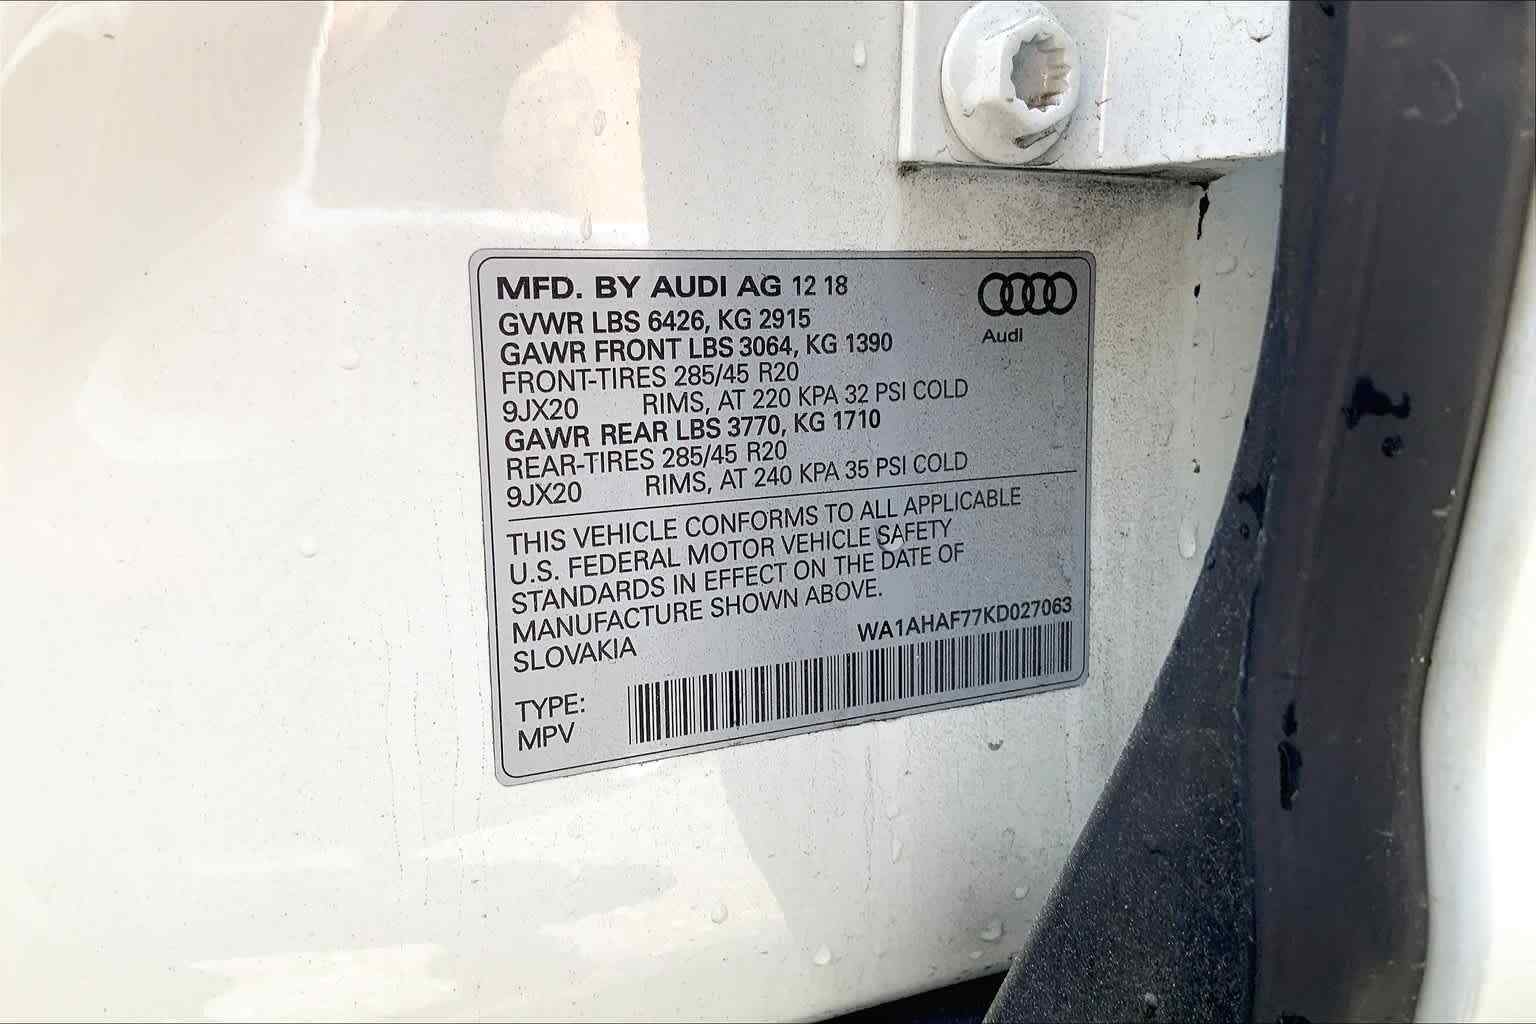 MFD. BY AUDI AG 12 18
GVWR LBS 6426, KG 2915
GAWR FRONT LBS 3064, KG 1390
FRONT-TIRES 285/45 R20
9JX20 RIMS, AT 220 KPA 32 PSI COLD
GAWR REAR LBS 3770, KG 1710
REAR-TIRES 285/45 R20
9JX20 RIMS, AT 240 KPA 35 PSI COLD
Audi
THIS VEHICLE CONFORMS TO ALL APPLICABLE
U.S. FEDERAL MOTOR VEHICLE SAFETY
STANDARDS IN EFFECT ON THE DATE OF
MANUFACTURE SHOWN ABOVE.
SLOVAKIA
WA1AHAF77KD027063
TYPE:
MPV